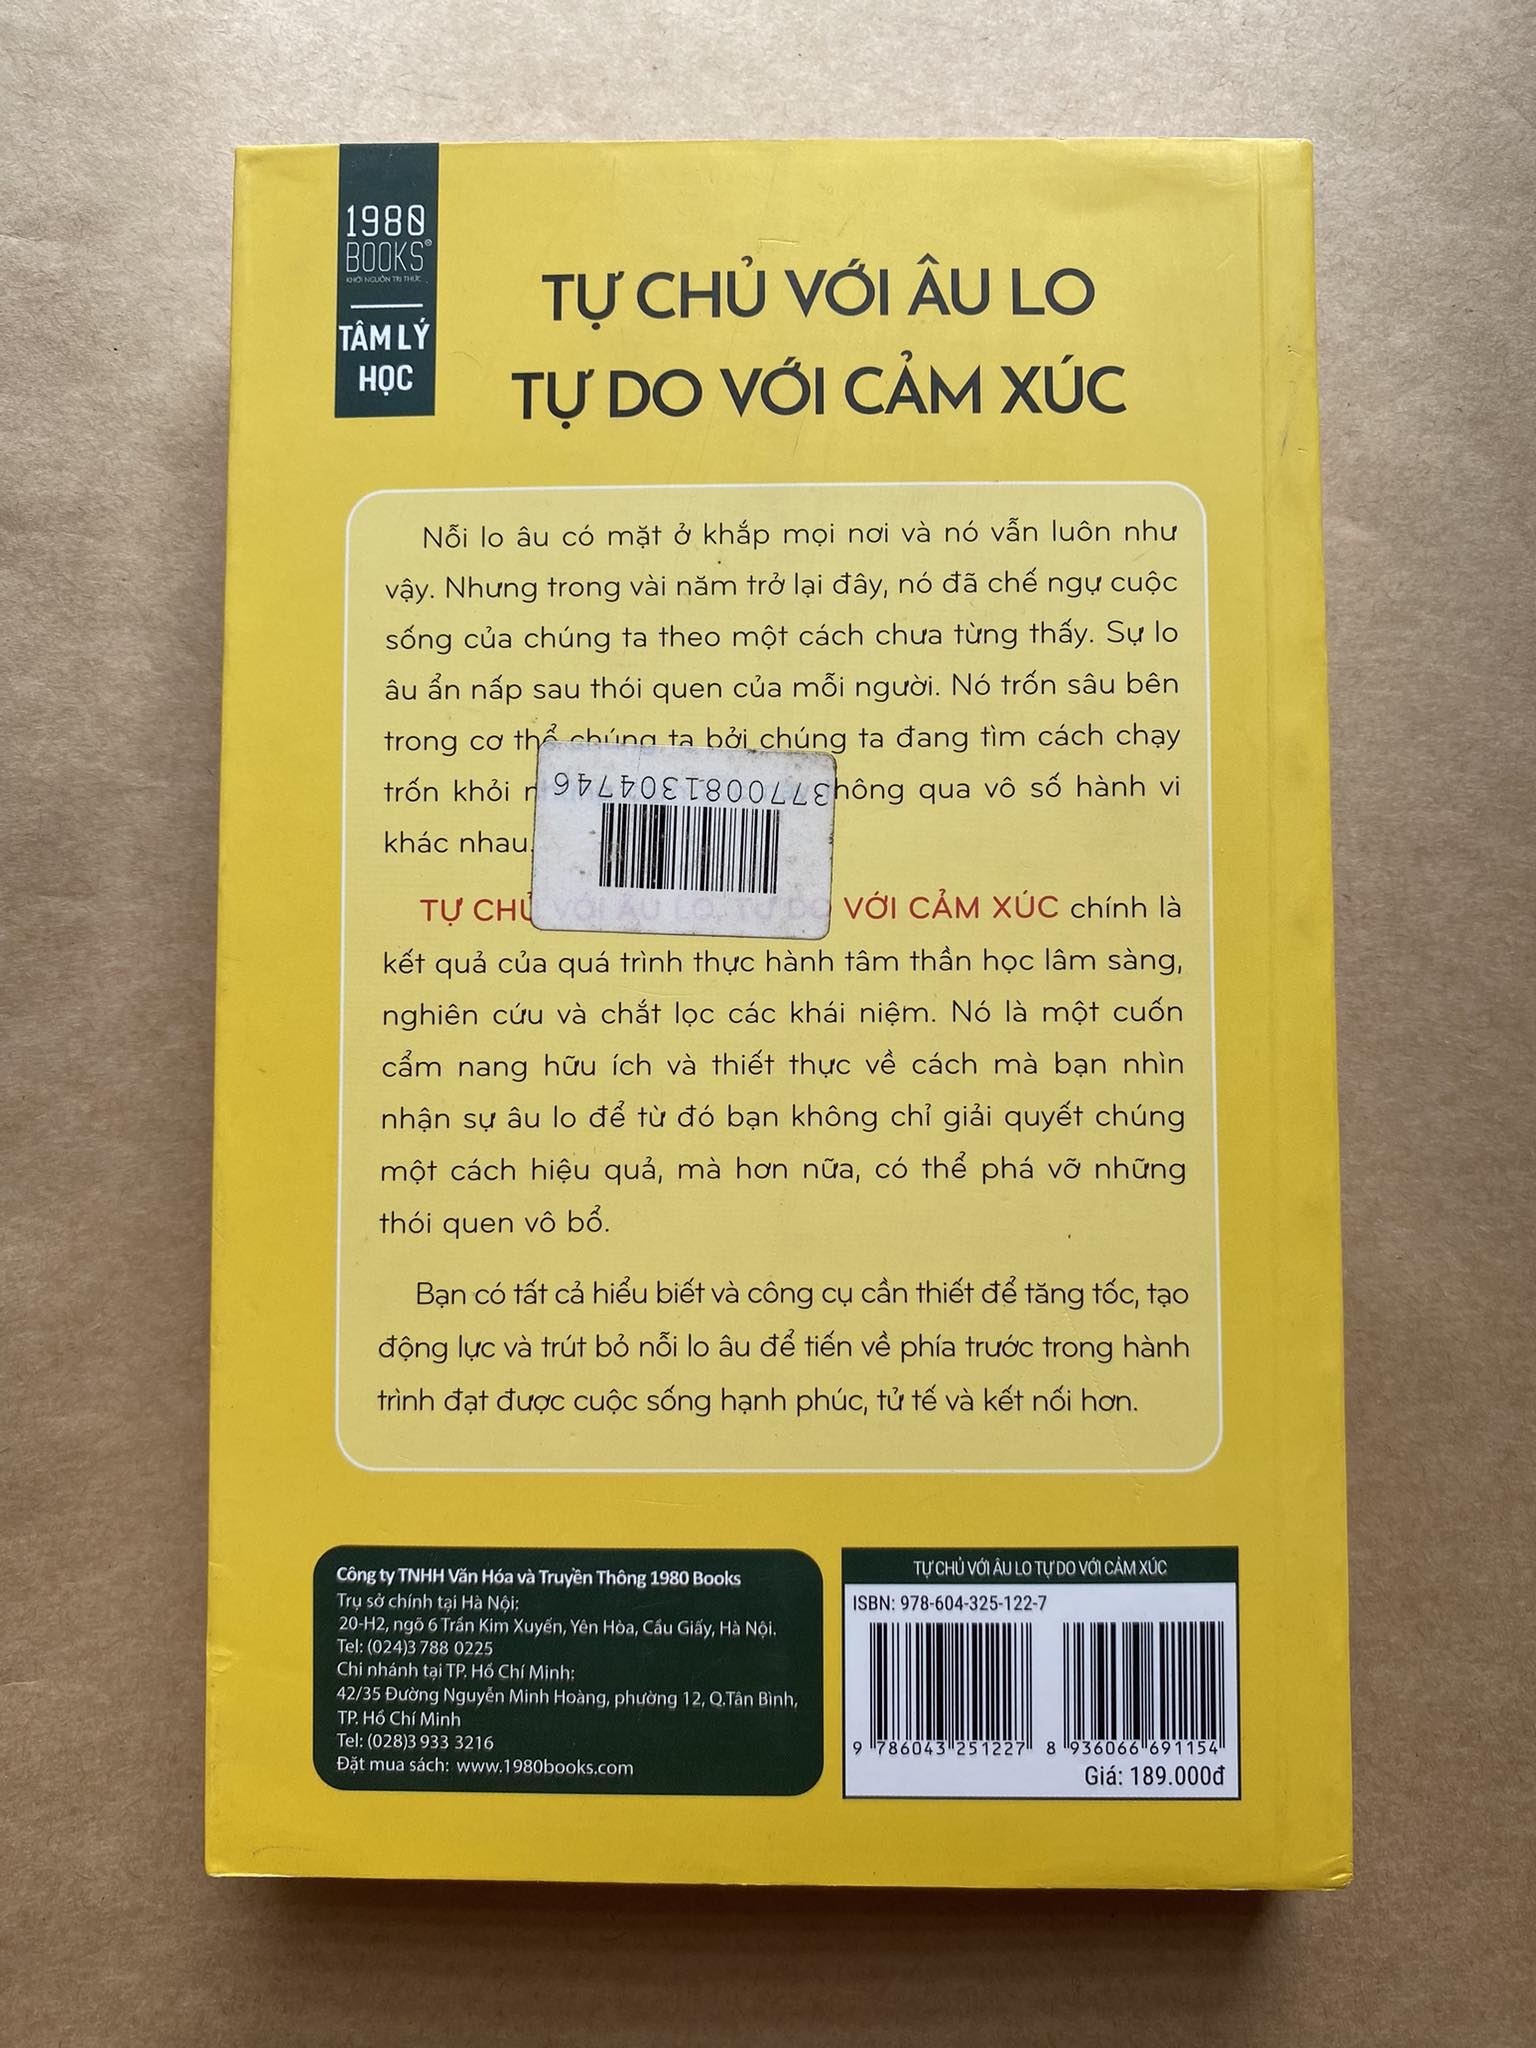 1980
BOOKS®
KHƠI NGUỒN TRI THỨC
TÂM LÝ
HỌC
TỰ CHỦ VỚI ÂU LO
TỰ DO VỚI CẢM XÚC
Nỗi lo âu có mặt ở khắp mọi nơi và nó vẫn luôn như
vậy. Nhưng trong vài năm trở lại đây, nó đã chế ngự cuộc
sống của chúng ta theo một cách chưa từng thấy. Sự lo
âu ẩn nấp sau thói quen của mỗi người. Nó trốn sâu bên
trong cơ thể chúng ta bởi chúng ta đang tìm cách chạy
trốn khỏi qua vô số hành vi
khác nhau.
3770081304746
TỰ CHỦ VỚI ÂU LO, TỰ DO VỚI CẢM XÚC chính là
kết quả của quá trình thực hành tâm thần học lâm sàng,
nghiên cứu và chắt lọc các khái niệm. Nó là một cuốn
cẩm nang hữu ích và thiết thực về cách mà bạn nhìn
nhận sự âu lo để từ đó bạn không chỉ giải quyết chúng
một cách hiệu quả, mà hơn nữa, có thể phá vỡ những
thói quen vô bổ.
Bạn có tất cả hiểu biết và công cụ cần thiết để tăng tốc, tạo
động lực và trút bỏ nỗi lo âu để tiến về phía trước trong hành
trình đạt được cuộc sống hạnh phúc, tử tế và kết nối hơn.
Công ty TNHH Văn Hóa và Truyền Thông 1980 Books
Trụ sở chính tại Hà Nội:
20-H2, ngõ 6 Trần Kim Xuyến, Yên Hòa, Cầu Giấy, Hà Nội.
Tel: (024)3 788 0225
Chi nhánh tại TP. Hồ Chí Minh:
42/35 Đường Nguyễn Minh Hoàng, phường 12, Q.Tân Bình,
TP. Hồ Chí Minh
Tel: (028)3 933 3216
Đặt mua sách: www.1980books.com
TỰ CHỦ VỚI ÂU LO TỰ DO VỚI CẢM XÚC
ISBN: 978-604-325-122-7
9 786043 251227
8 936066 691154
Giá: 189.000đ